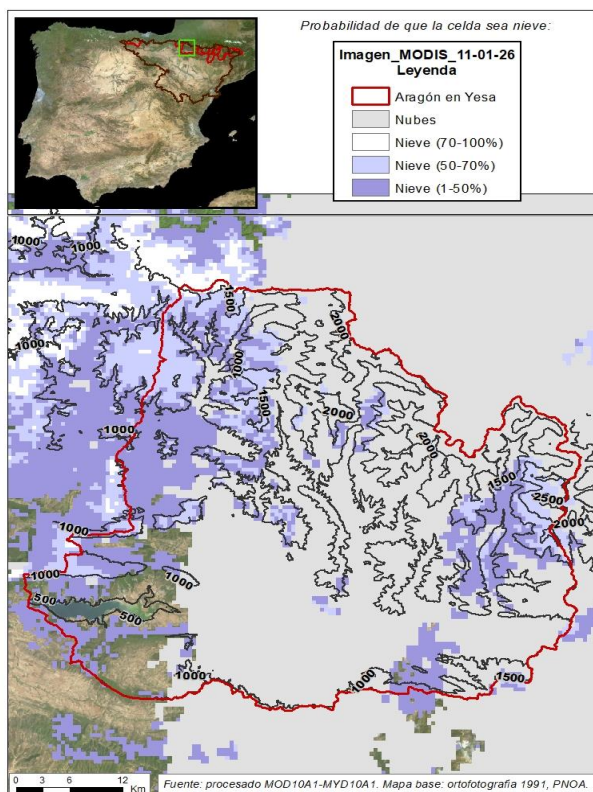 Probabilidad de que la celda sea nieve:
Imagen_MODIS_11-01-26
Leyenda
Aragón en Yesa
Nubes
Nieve (70-100%)
Nieve (50-70%)
Nieve (1-50%)
1000
1000
1000
1500
2000
1000
1500
2000
1000
2000
1500
2500
2000
1000
1000
1000
500
500
1000
1000
1500
0 3 6 12
Km
Fuente: procesado MOD10A1-MYD10A1. Mapa base: ortofotografia 1991, PNOA.